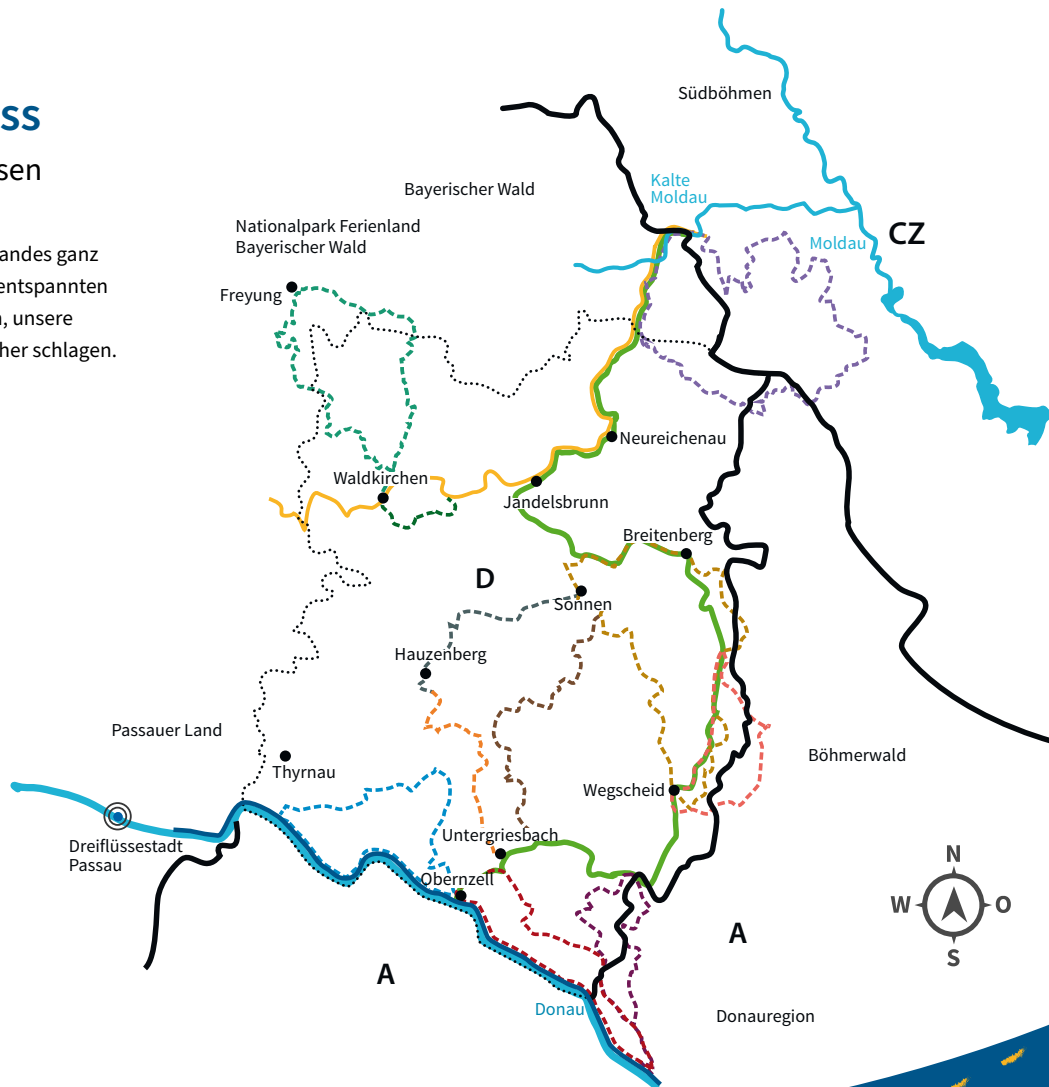 ss
sen
andes ganz
entspannten
, unsere
her schlagen.
Südböhmen
Bayerischer Wald
Kalte
Moldau
Nationalpark Ferienland
Bayerischer Wald
Moldau
CZ
Freyung
Neureichenau
Waldkirchen
Jandelsbrunn
Breitenberg
D
Sonnen
Hauzenberg
Passauer Land
Thyrnau
Böhmerwald
Wegscheid
Untergriesbach
Dreiflüssestadt
Passau
Obernzell
N
W
O
S
A
A
Donau
Donauregion